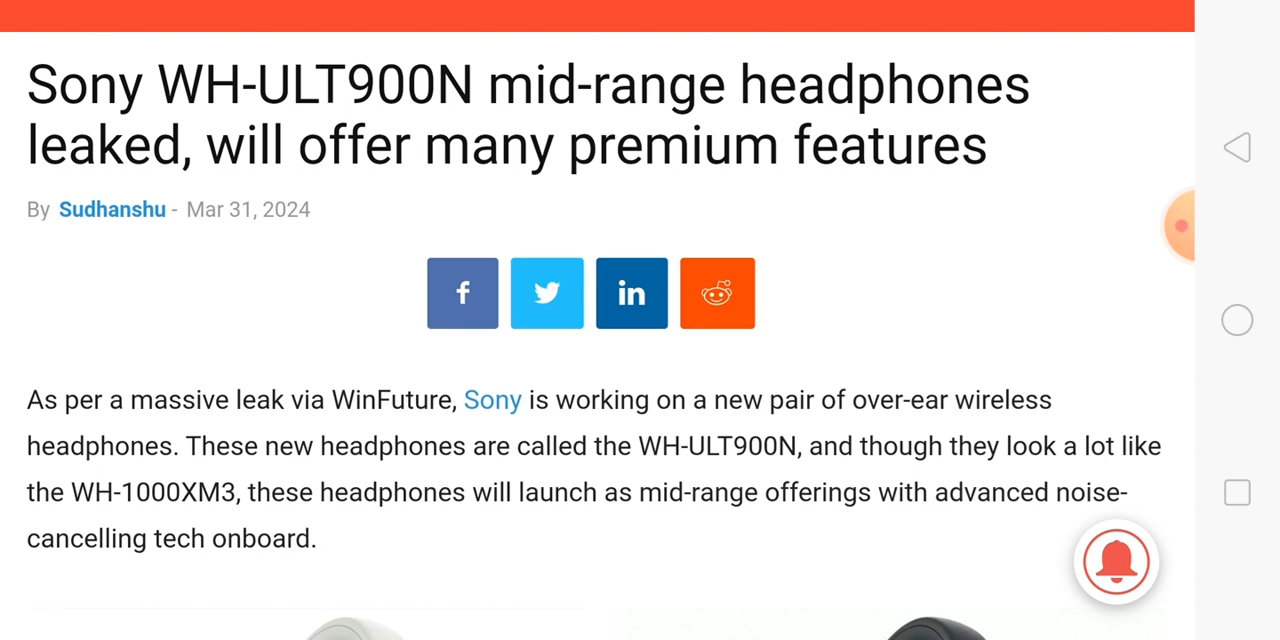 Sony WH-ULT900N mid-range headphones
leaked, will offer many premium features
By Sudhanshu - Mar 31, 2024
f in
As per a massive leak via WinFuture, Sony is working on a new pair of over-ear wireless
headphones. These new headphones are called the WH-ULT900N, and though they look a lot like
the WH-1000XM3, these headphones will launch as mid-range offerings with advanced noise-
cancelling tech onboard.